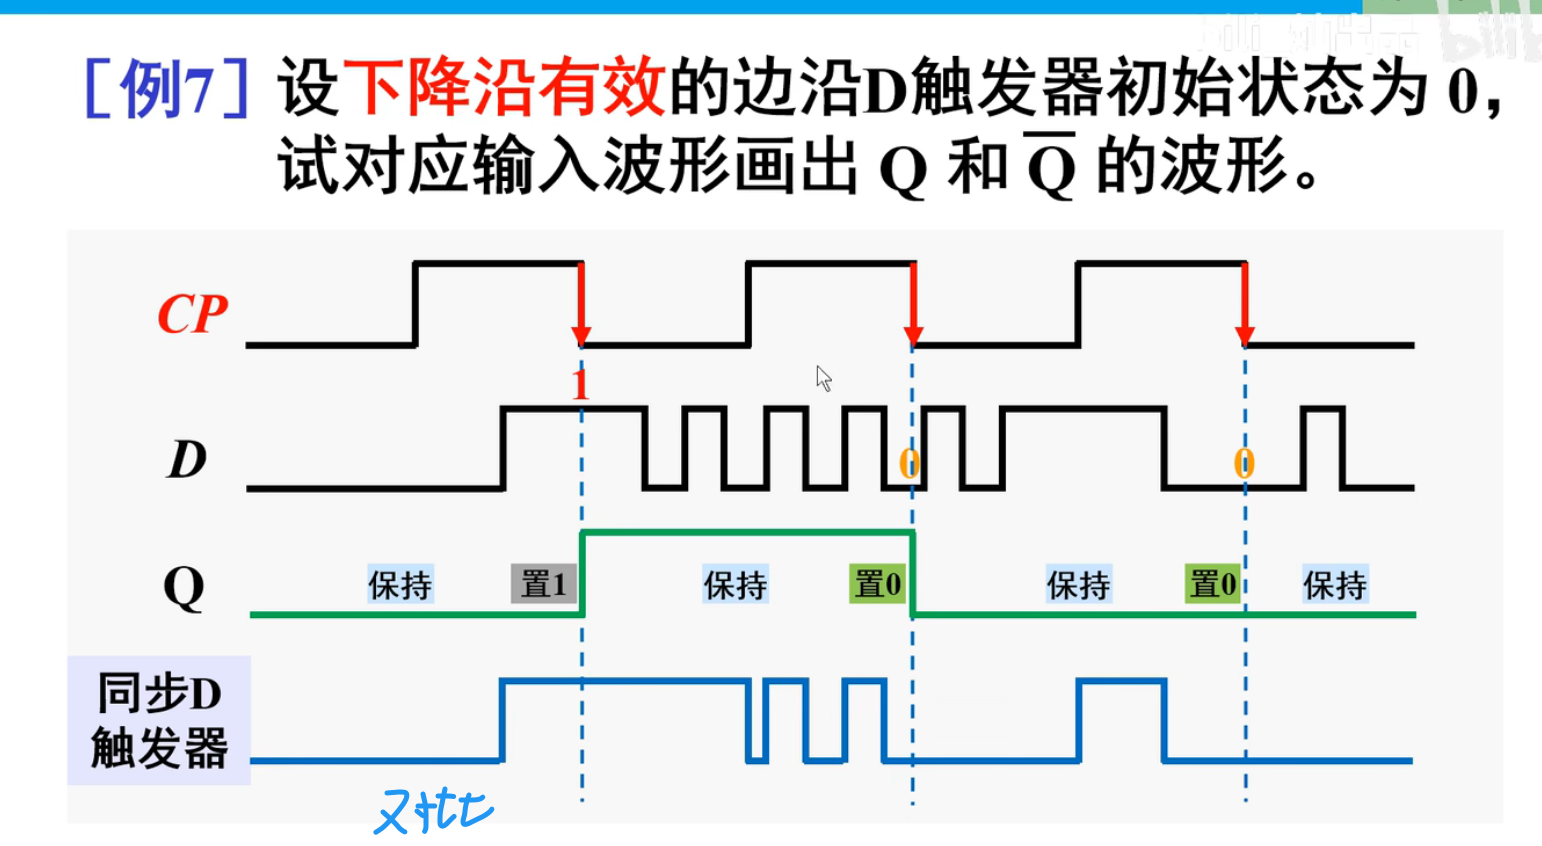 [例7] 设下降沿有效的边沿D触发器初始状态为 0，
试对应输入波形画出 Q 和 Q̅ 的波形。
CP
1
D
0
0
Q
保持
置1
保持
置0
保持
置0
保持
同步D
触发器
对比